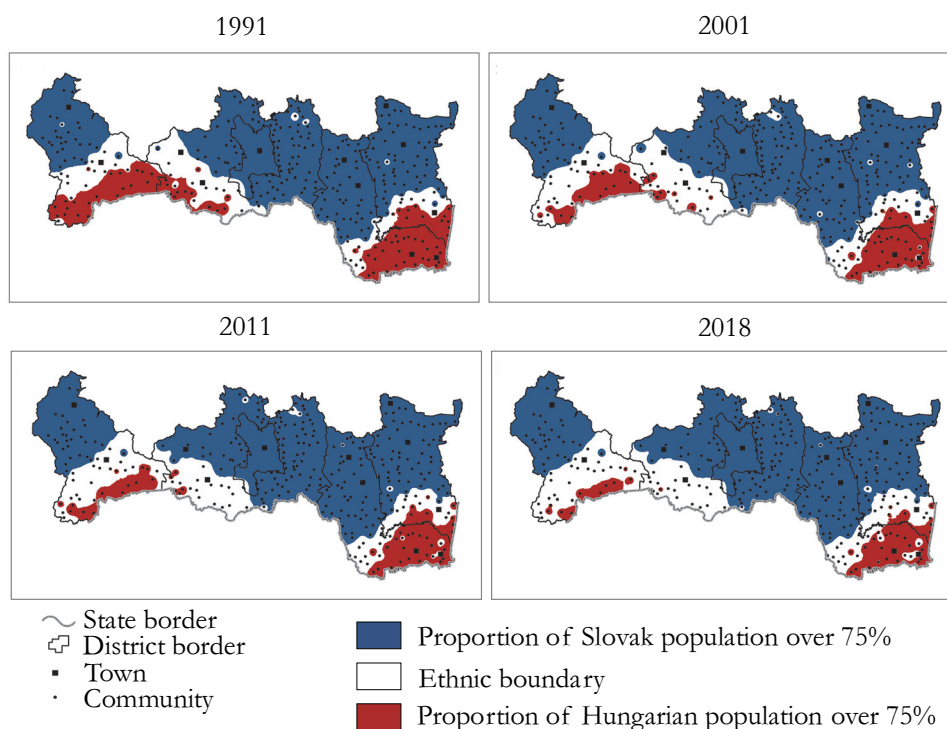 1991
2001
2011
2018
State border
District border
Town
Community
Proportion of Slovak population over 75%
Ethnic boundary
Proportion of Hungarian population over 75%